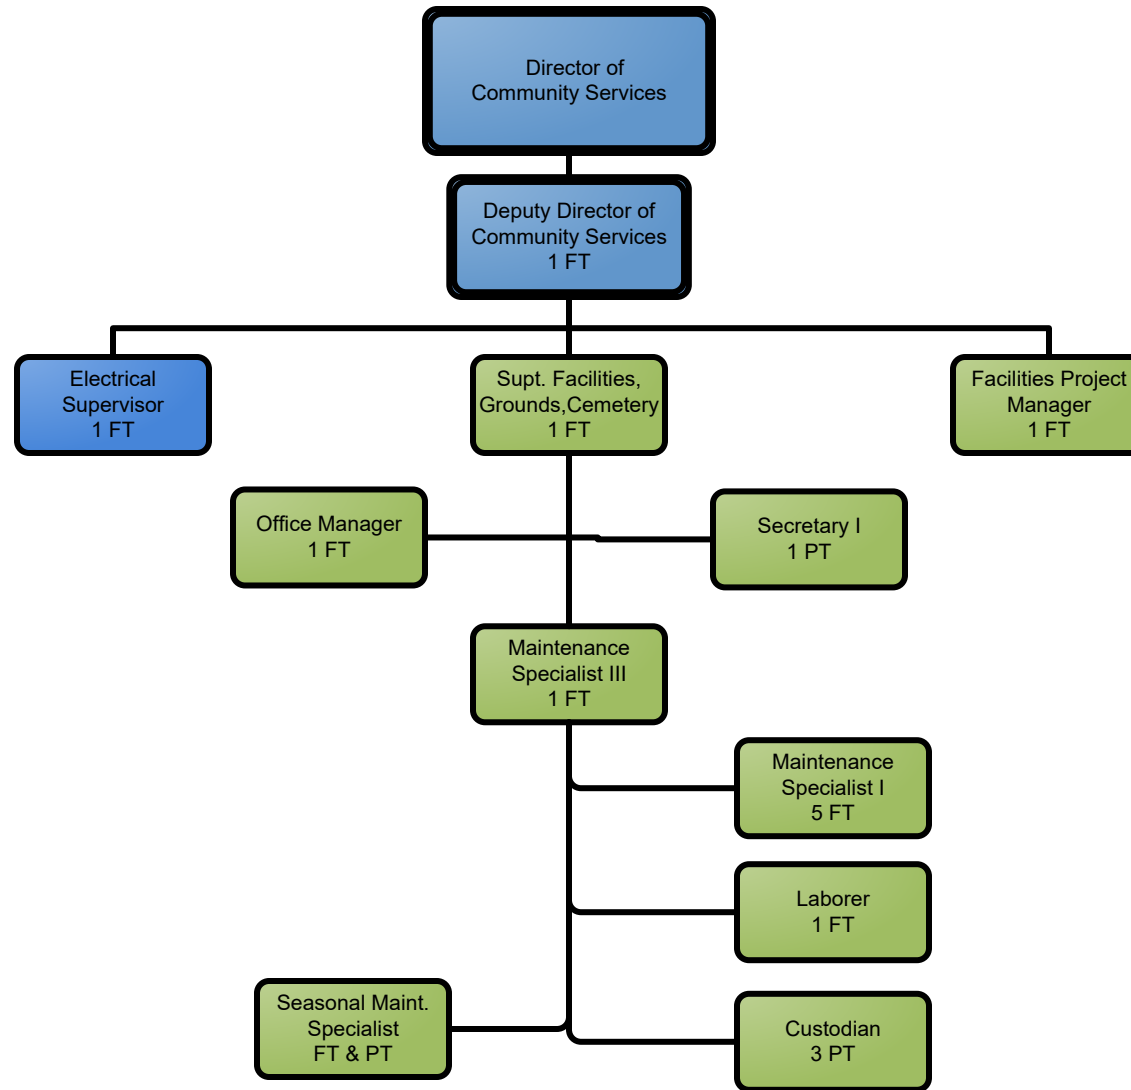 Director of
Community Services
Deputy Director of
Community Services
1 FT
Electrical
Supervisor
1 FT
Supt. Facilities,
Grounds,Cemetery
1 FT
Facilities Project
Manager
1 FT
Office Manager
1 FT
Secretary I
1 PT
Maintenance
Specialist III
1 FT
Maintenance
Specialist I
5 FT
Laborer
1 FT
Seasonal Maint.
Specialist
FT & PT
Custodian
3 PT